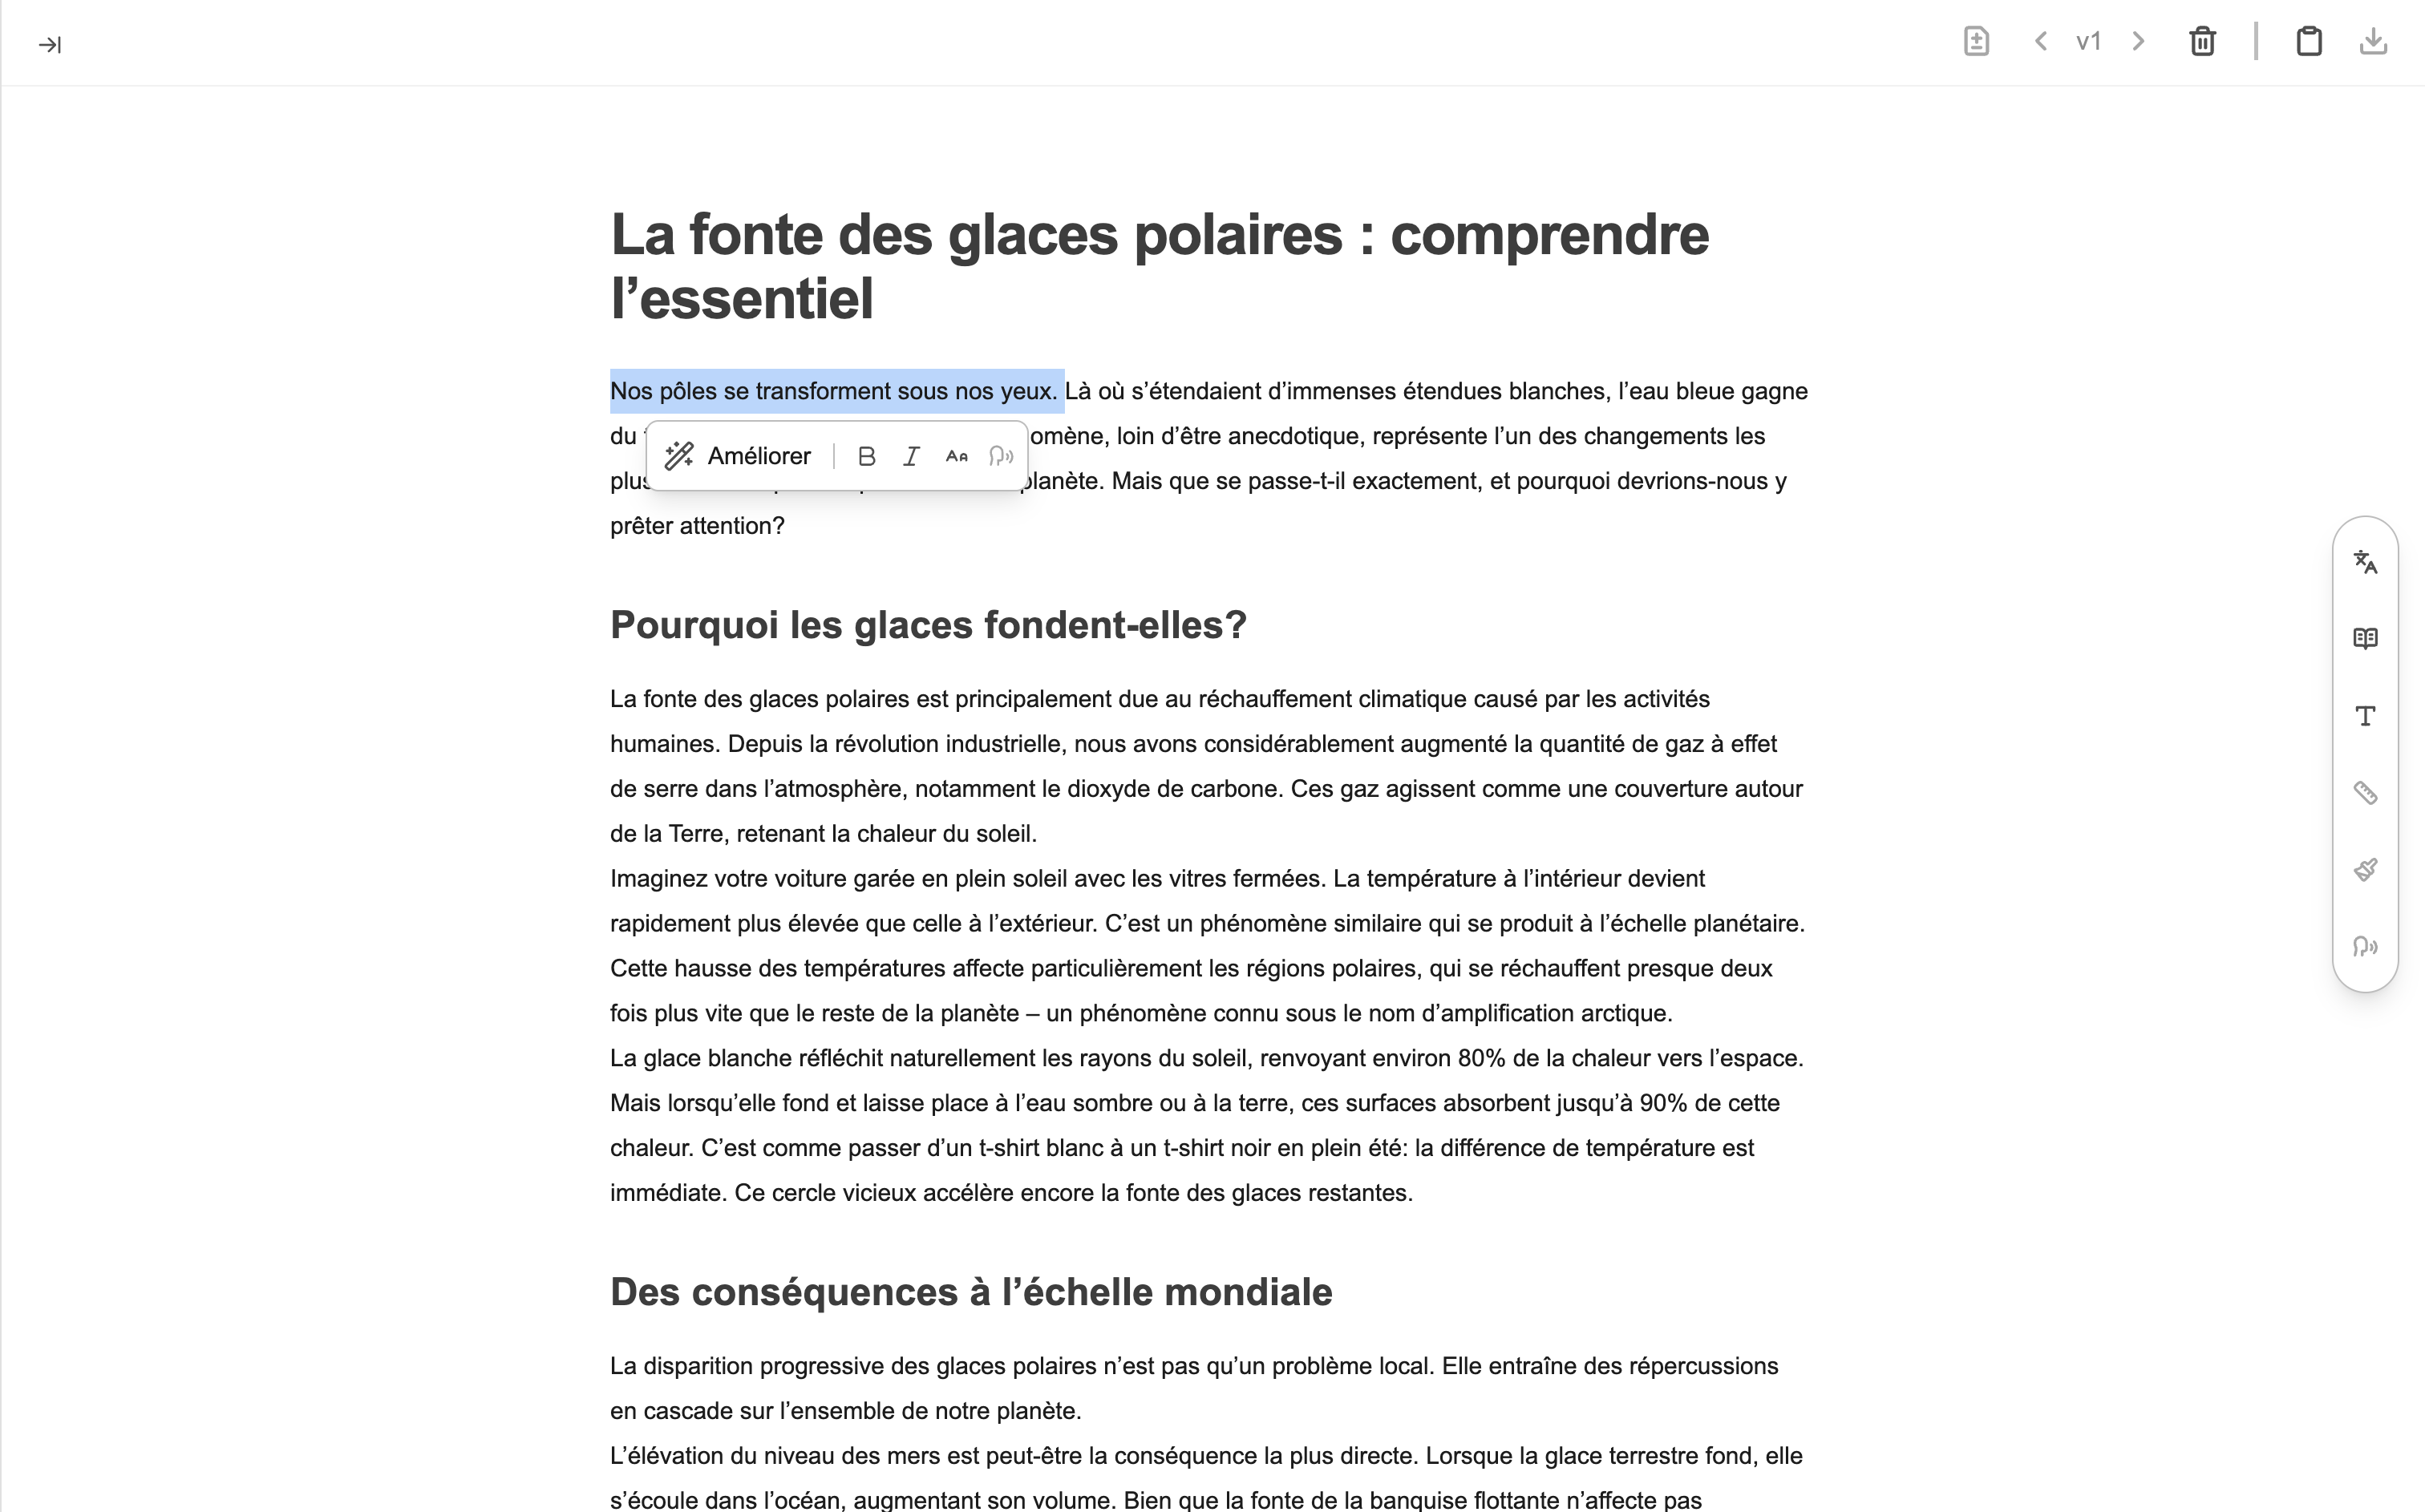 v1
La fonte des glaces polaires : comprendre
l’essentiel
Nos pôles se transforment sous nos yeux. Là où s’étendaient d’immenses étendues blanches, l’eau bleue gagne
du omène, loin d’être anecdotique, représente l’un des changements les
Améliorer
plus planète. Mais que se passe-t-il exactement, et pourquoi devrions-nous y
prêter attention?
Pourquoi les glaces fondent-elles?
La fonte des glaces polaires est principalement due au réchauffement climatique causé par les activités
humaines. Depuis la révolution industrielle, nous avons considérablement augmenté la quantité de gaz à effet
de serre dans l’atmosphère, notamment le dioxyde de carbone. Ces gaz agissent comme une couverture autour
de la Terre, retenant la chaleur du soleil.
Imaginez votre voiture garée en plein soleil avec les vitres fermées. La température à l’intérieur devient
rapidement plus élevée que celle à l’extérieur. C’est un phénomène similaire qui se produit à l’échelle planétaire.
Cette hausse des températures affecte particulièrement les régions polaires, qui se réchauffent presque deux
fois plus vite que le reste de la planète – un phénomène connu sous le nom d’amplification arctique.
La glace blanche réfléchit naturellement les rayons du soleil, renvoyant environ 80% de la chaleur vers l’espace.
Mais lorsqu’elle fond et laisse place à l’eau sombre ou à la terre, ces surfaces absorbent jusqu’à 90% de cette
chaleur. C’est comme passer d’un t-shirt blanc à un t-shirt noir en plein été: la différence de température est
immédiate. Ce cercle vicieux accélère encore la fonte des glaces restantes.
Des conséquences à l’échelle mondiale
La disparition progressive des glaces polaires n’est pas qu’un problème local. Elle entraîne des répercussions
en cascade sur l’ensemble de notre planète.
L’élévation du niveau des mers est peut-être la conséquence la plus directe. Lorsque la glace terrestre fond, elle
s’écoule dans l’océan, augmentant son volume. Bien que la fonte de la banquise flottante n’affecte pas